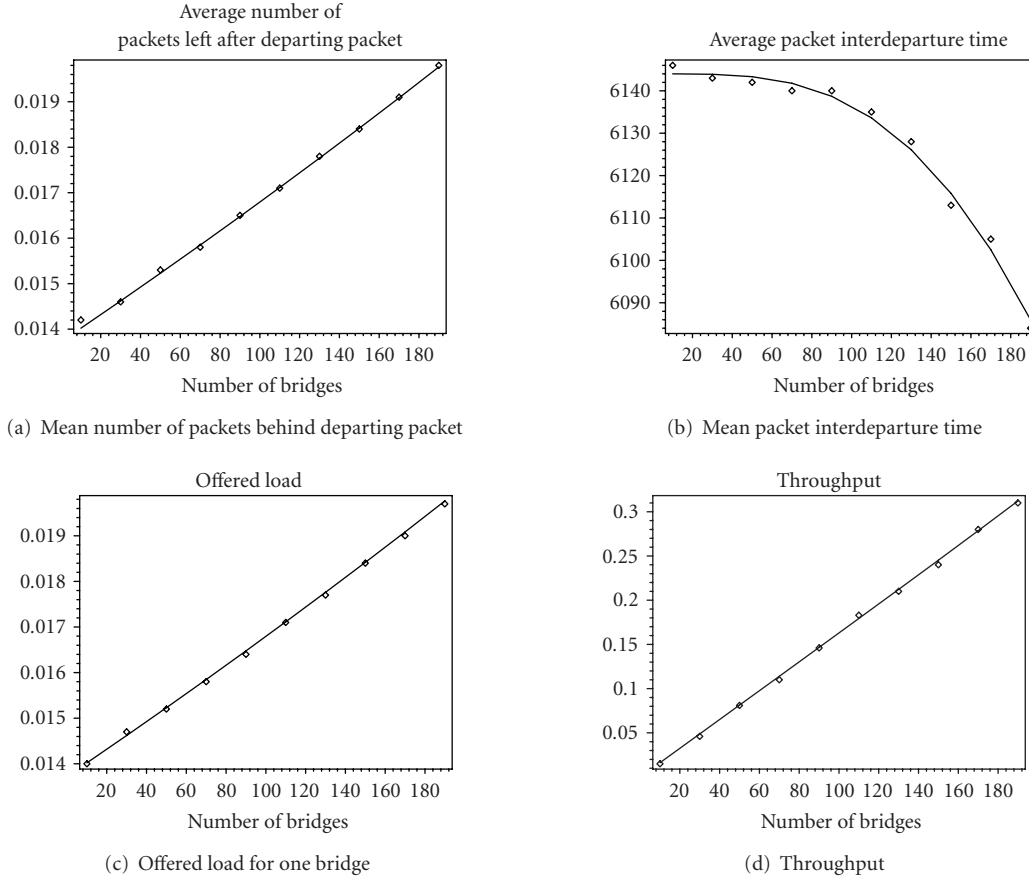 Average number of
packets left after departing packet
0.019
0.018
0.017
0.016
0.015
0.014
20 40 60 80 100 120 140 160 180
Number of bridges
(a) Mean number of packets behind departing packet
Average packet interdeparture time
6140
6130
6120
6110
6100
6090
20 40 60 80 100 120 140 160 180
Number of bridges
(b) Mean packet interdeparture time
Offered load
0.019
0.018
0.017
0.016
0.015
0.014
20 40 60 80 100 120 140 160 180
Number of bridges
(c) Offered load for one bridge
Throughput
0.3
0.25
0.2
0.15
0.1
0.05
20 40 60 80 100 120 140 160 180
Number of bridges
(d) Throughput